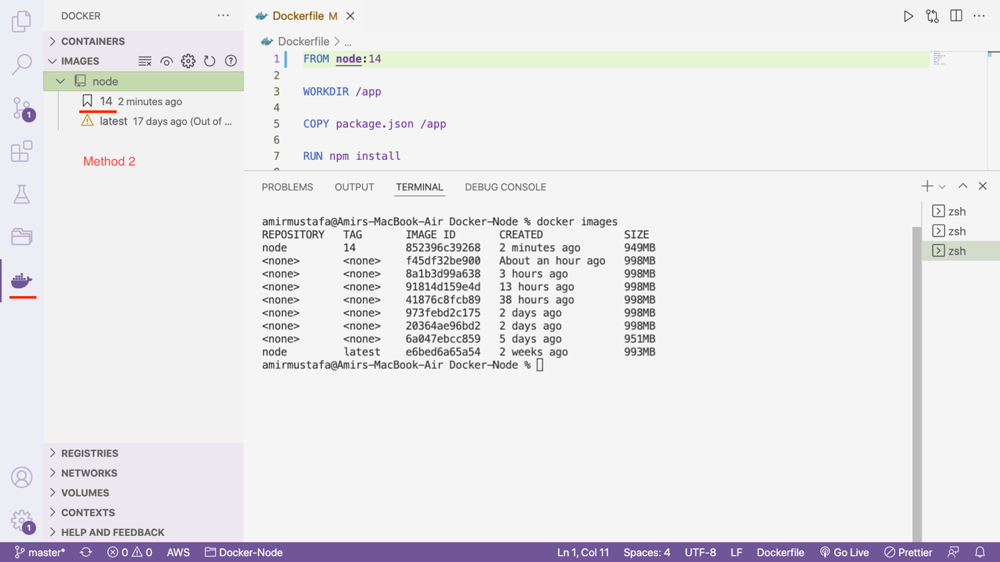 DOCKER
CONTAINERS
IMAGES
node
14 2 minutes ago
latest 17 days ago (Out of ...
Method 2
1
1
Dockerfile M
Dockerfile > ...
1 FROM node:14
2
3 WORKDIR /app
4
5 COPY package.json /app
6
7 RUN npm install
PROBLEMS OUTPUT TERMINAL DEBUG CONSOLE
amirmustafa@Amirs-MacBook-Air Docker-Node % docker images
REPOSITORY TAG IMAGE ID CREATED SIZE
node 14 852396c39268 2 minutes ago 949MB
<none> <none> f45df32be900 About an hour ago 998MB
<none> <none> 8a1b3d99a638 3 hours ago 998MB
<none> <none> 91814d159e4d 13 hours ago 998MB
<none> <none> 41876c8fcb89 38 hours ago 998MB
<none> <none> 973febd2c175 2 days ago 998MB
<none> <none> 20364ae96bd2 2 days ago 998MB
<none> <none> 6a047ebcc859 5 days ago 951MB
node latest e6bed6a65a54 2 weeks ago 993MB
amirmustafa@Amirs-MacBook-Air Docker-Node %
zsh
zsh
zsh
REGISTRIES
NETWORKS
VOLUMES
CONTEXTS
HELP AND FEEDBACK
master* 0 0 AWS Docker-Node Ln 1, Col 11 Spaces: 4 UTF-8 LF Dockerfile Go Live Prettier